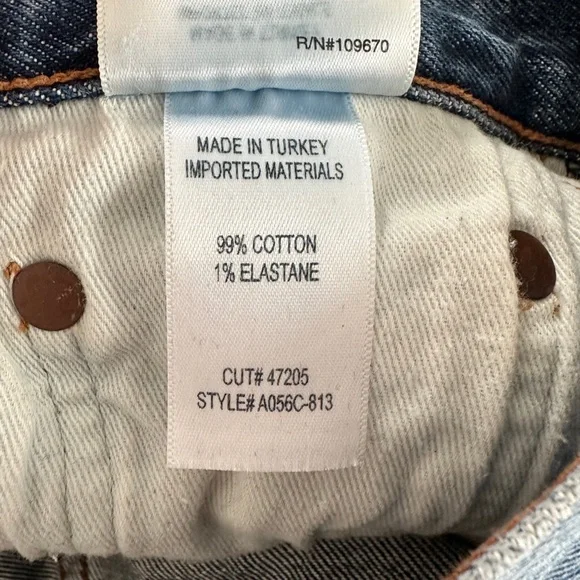 R/N#109670
MADE IN TURKEY
IMPORTED MATERIALS
99% COTTON
1% ELASTANE
CUT# 47205
STYLE# A056C-813